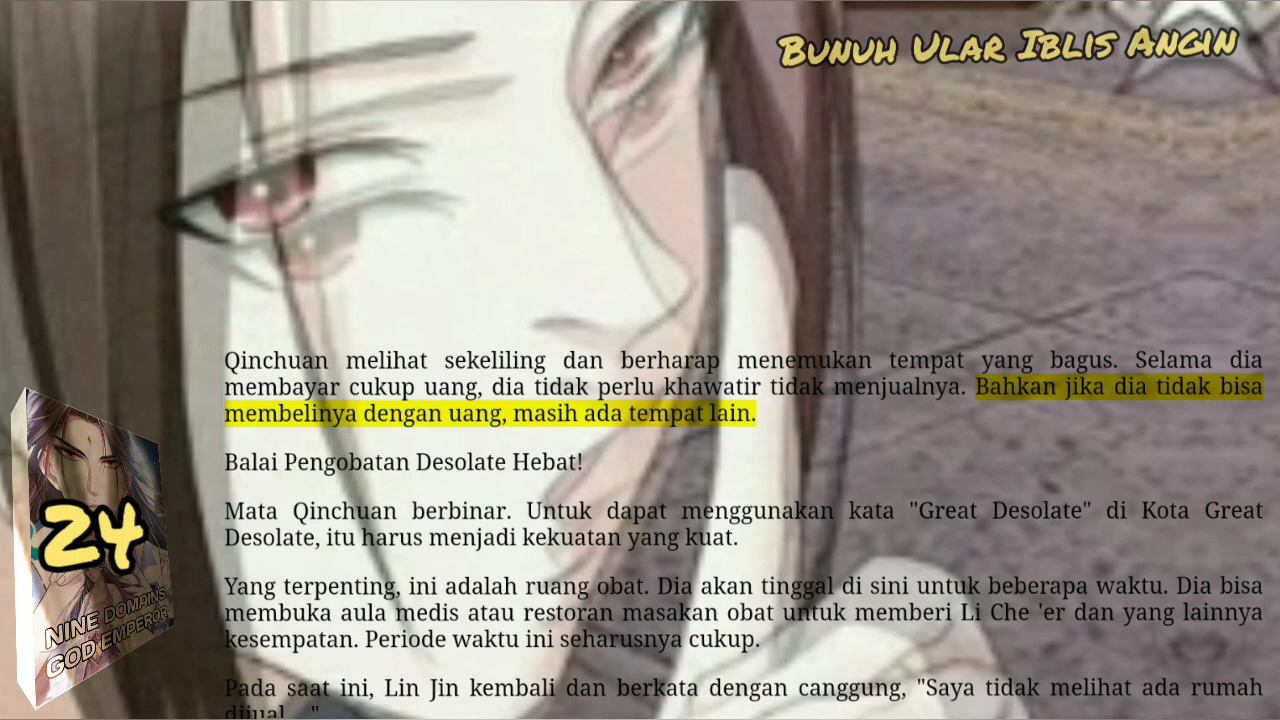 Bunuh Ular Iblis Angin
Qinchuan melihat sekeliling dan berharap menemukan tempat yang bagus. Selama dia
membayar cukup uang, dia tidak perlu khawatir tidak menjualnya. Bahkan jika dia tidak bisa
membelinya dengan uang, masih ada tempat lain.
Balai Pengobatan Desolate Hebat!
Mata Qinchuan berbinar. Untuk dapat menggunakan kata "Great Desolate" di Kota Great
Desolate, itu harus menjadi kekuatan yang kuat.
Yang terpenting, ini adalah ruang obat. Dia akan tinggal di sini untuk beberapa waktu. Dia bisa
membuka aula medis atau restoran masakan obat untuk memberi Li Che 'er dan yang lainnya
kesempatan. Periode waktu ini seharusnya cukup.
Pada saat ini, Lin Jin kembali dan berkata dengan canggung, "Saya tidak melihat ada rumah
dijual ... "
24
NINE DOMAINS
GOD EMPEROR